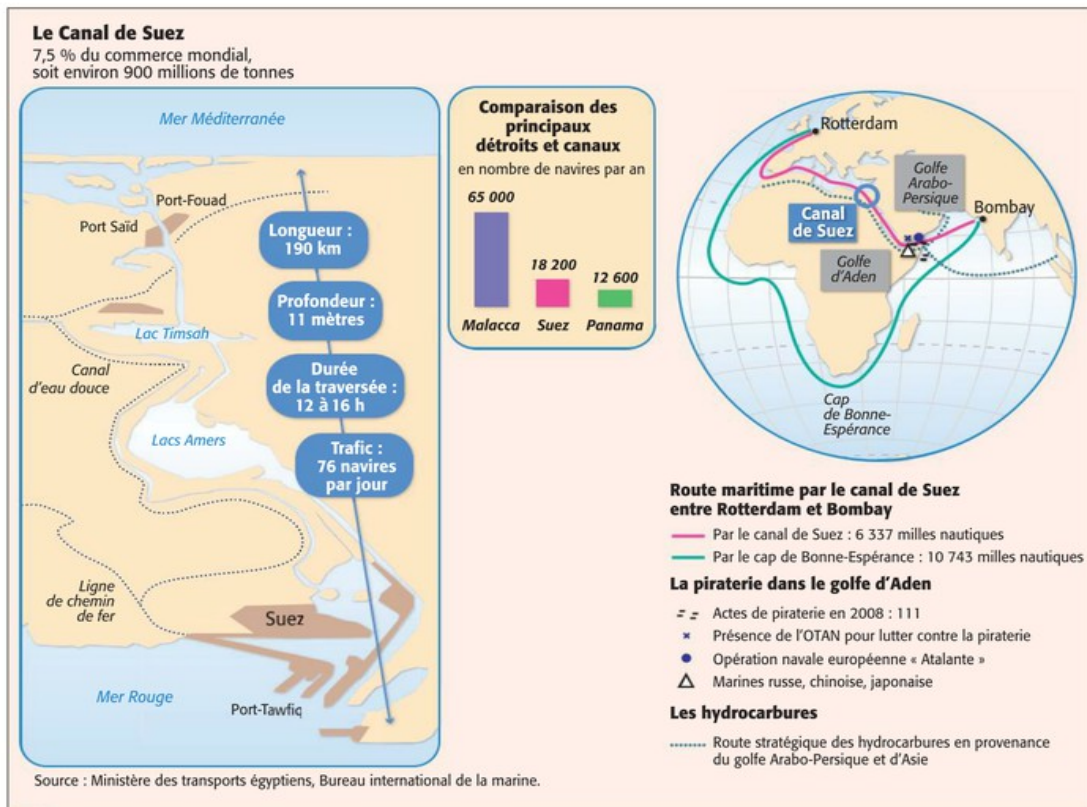 Le Canal de Suez
7,5 % du commerce mondial,
soit environ 900 millions de tonnes
Mer Méditerranée
Port-Fouad
Port Saïd
Longueur :
190 km
Profondeur :
11 mètres
Lac Timsah
Canal
d'eau douce
Durée
de la traversée :
12 à 16 h
Lacs Amers
Trafic :
76 navires
par jour
Ligne
de chemin
de fer
Suez
Mer Rouge
Port-Tawfiq
Comparaison des
principaux
détroits et canaux
en nombre de navires par an
65 000
18 200
12 600
Malacca
Suez
Panama
Rotterdam
Golfe
Arabo-
Persique
Bombay
Canal
de Suez
Golfe
d'Aden
Cap
de Bonne-
Espérance
Route maritime par le canal de Suez
entre Rotterdam et Bombay
Par le canal de Suez : 6 337 milles nautiques
Par le cap de Bonne-Espérance : 10 743 milles nautiques
La piraterie dans le golfe d'Aden
Actes de piraterie en 2008 : 111
Présence de l'OTAN pour lutter contre la piraterie
Opération navale européenne « Atalante »
Marines russe, chinoise, japonaise
Les hydrocarbures
Route stratégique des hydrocarbures en provenance
du golfe Arabo-Persique et d'Asie
Source : Ministère des transports égyptiens, Bureau international de la marine.